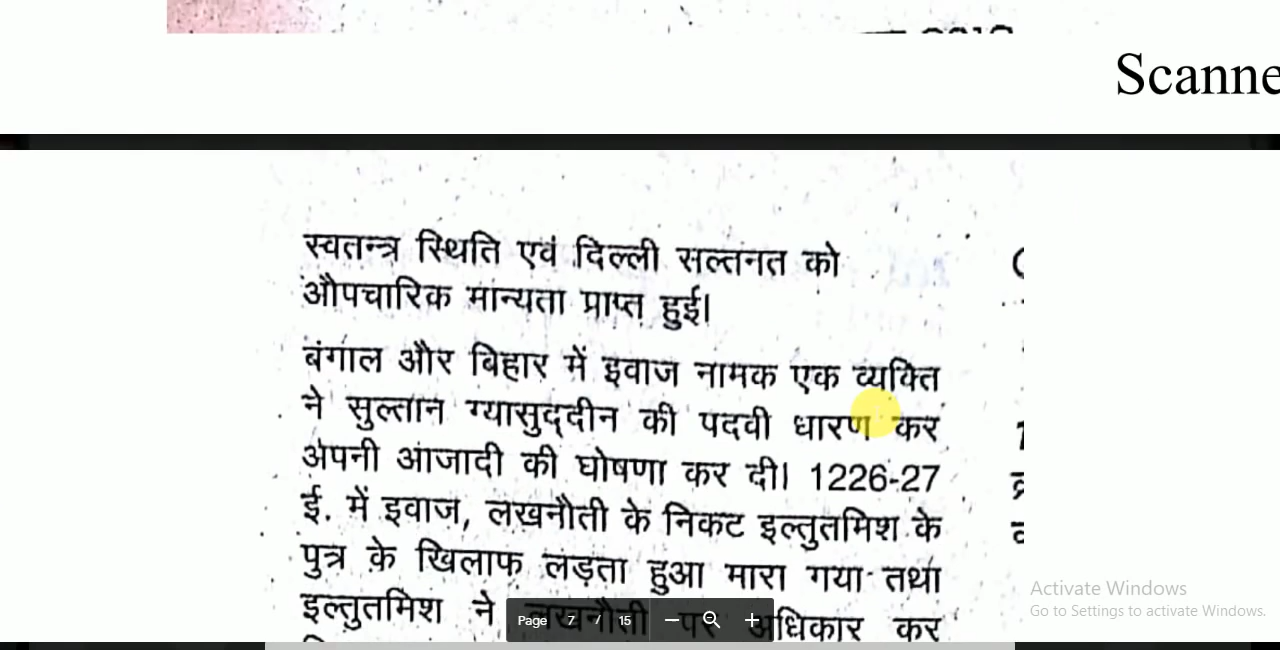 Scanne
स्वतन्त्र स्थिति एवं दिल्ली सल्तनत को
औपचारिक मान्यता प्राप्त हुई।
बंगाल और बिहार में इवाज नामक एक व्यक्ति
ने सुल्तान ग्यासुद्दीन की पदवी धारण कर
अपनी आजादी की घोषणा कर दी। 1226-27
ई. में इवाज, लखनौती के निकट इल्तुतमिश के
पुत्र के खिलाफ लड़ता हुआ मारा गया तथा
इल्तुतमिश ने लखनौती पर अधिकार कर
Page 7 / 15
Activate Windows
Go to Settings to activate Windows.